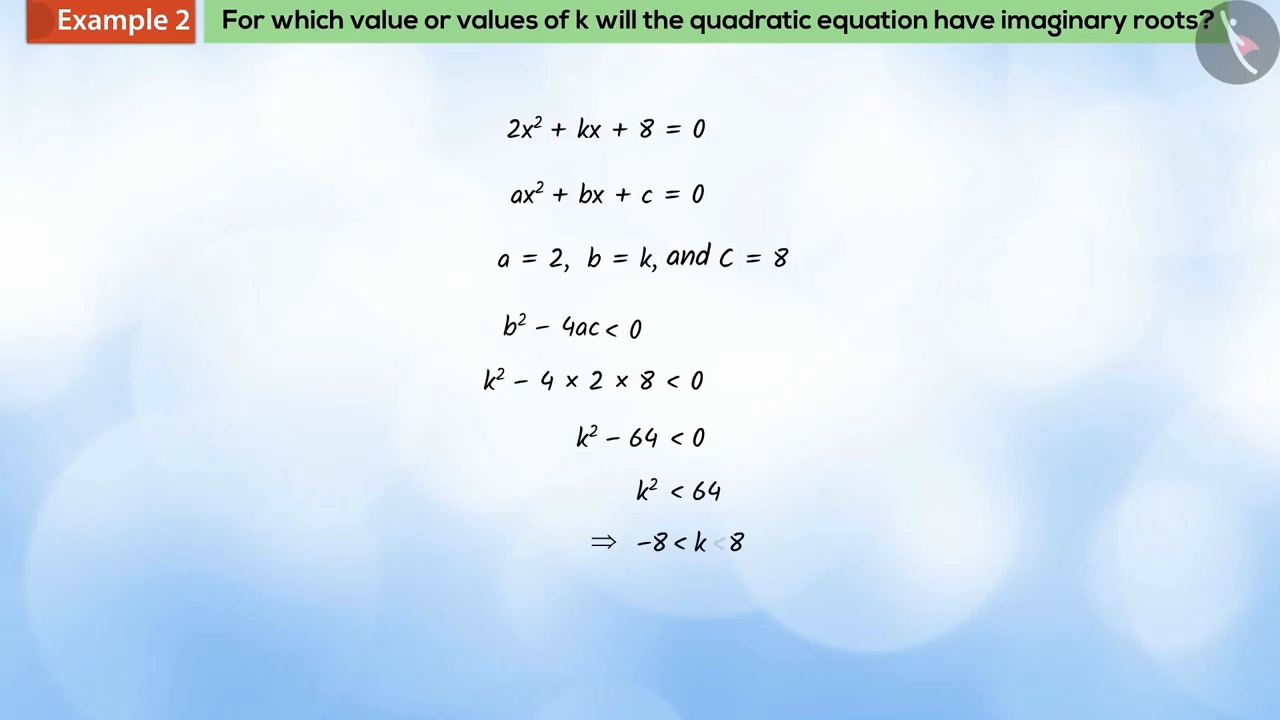 Example 2 For which value or values of k will the quadratic equation have imaginary roots?
2x² + kx + 8 = 0
ax² + bx + c = 0
a = 2, b = k, and C = 8
b² - 4ac < 0
k² - 4 × 2 × 8 < 0
k² - 64 < 0
k² < 64
⇒ -8 < k < 8